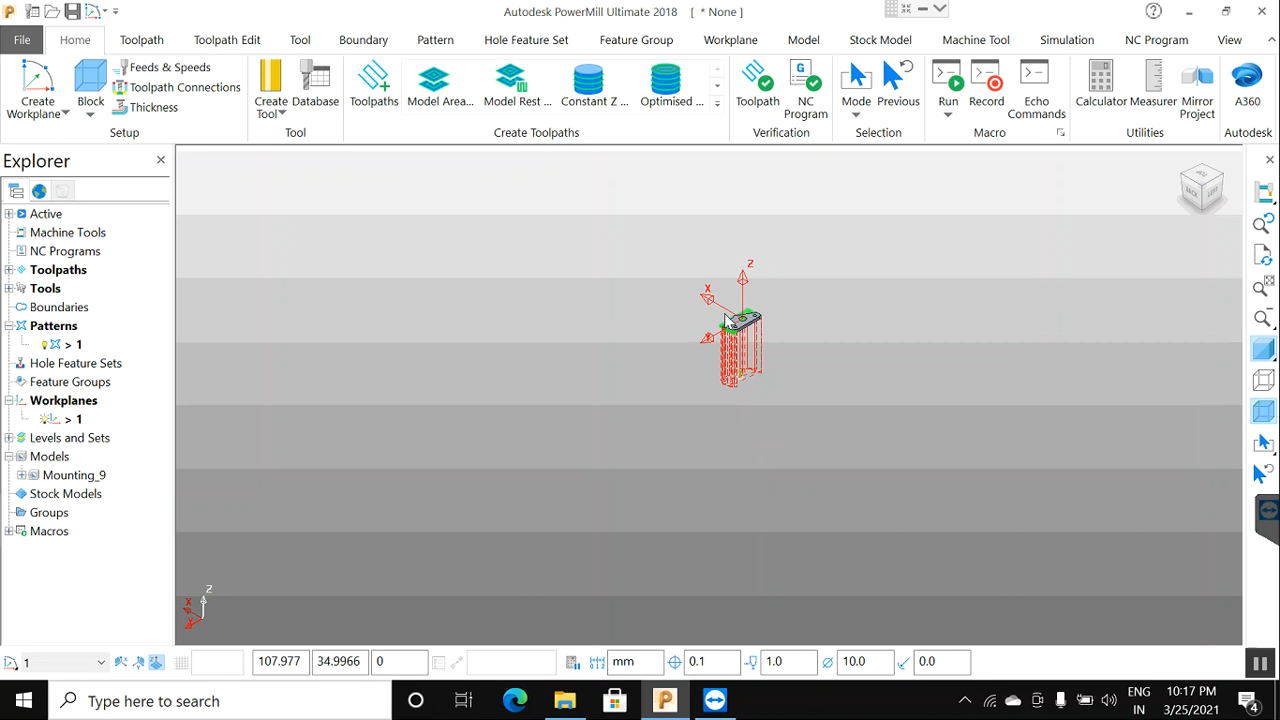 Autodesk PowerMill Ultimate 2018 [ * None ]
File Home Toolpath Toolpath Edit Tool Boundary Pattern Hole Feature Set Feature Group Workplane Model Stock Model Machine Tool Simulation NC Program View
Create Workplane
Block
Feeds & Speeds
Toolpath Connections
Thickness
Setup
Create Tool
Database
Tool
Toolpaths
Model Area...
Model Rest ...
Constant Z ...
Optimised ...
Create Toolpaths
Toolpath
NC Program
Verification
Mode
Previous
Selection
Run
Record
Echo Commands
Macro
Calculator
Measurer
Mirror Project
Utilities
A360
Autodesk
Explorer
Active
Machine Tools
NC Programs
Toolpaths
Tools
Boundaries
Patterns
> 1
Hole Feature Sets
Feature Groups
Workplanes
> 1
Levels and Sets
Models
Mounting_9
Stock Models
Groups
Macros
Z
X
BACK
LEFT
Z
X
Y
1 107.977 34.9966 0 mm 0.1 1.0 10.0 0.0
Type here to search
ENG
IN
10:17 PM
3/25/2021
4